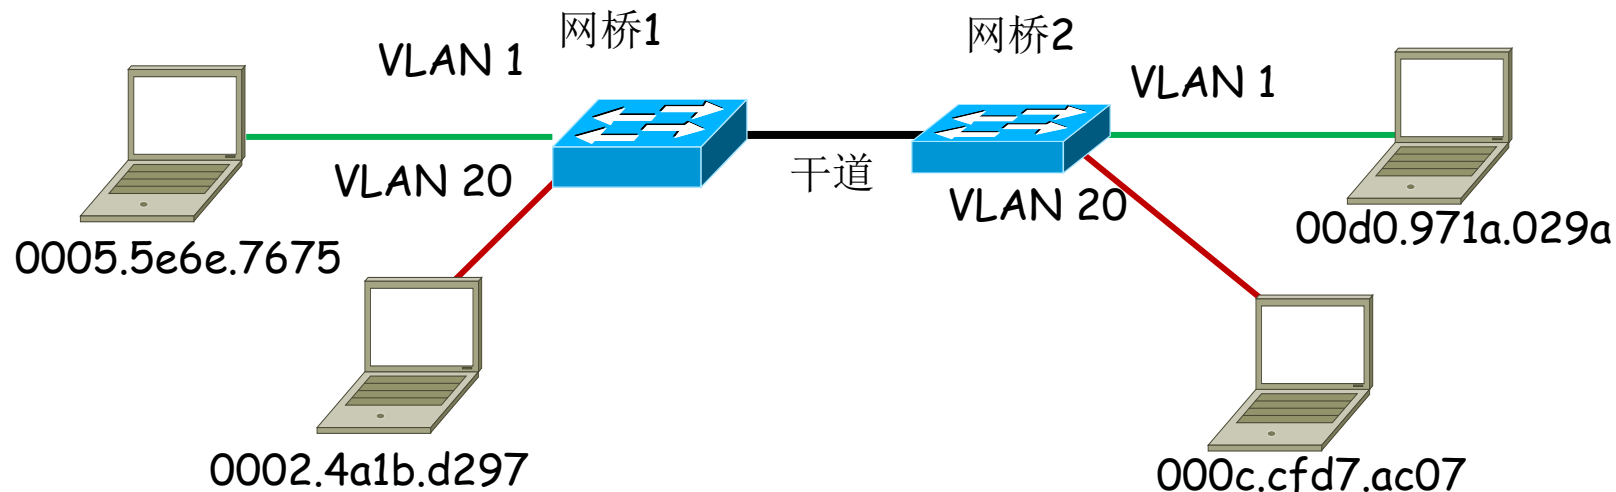 网桥1
网桥2
VLAN 1
VLAN 1
干道
VLAN 20
VLAN 20
00d0.971a.029a
0005.5e6e.7675
0002.4a1b.d297
000c.cfd7.ac07